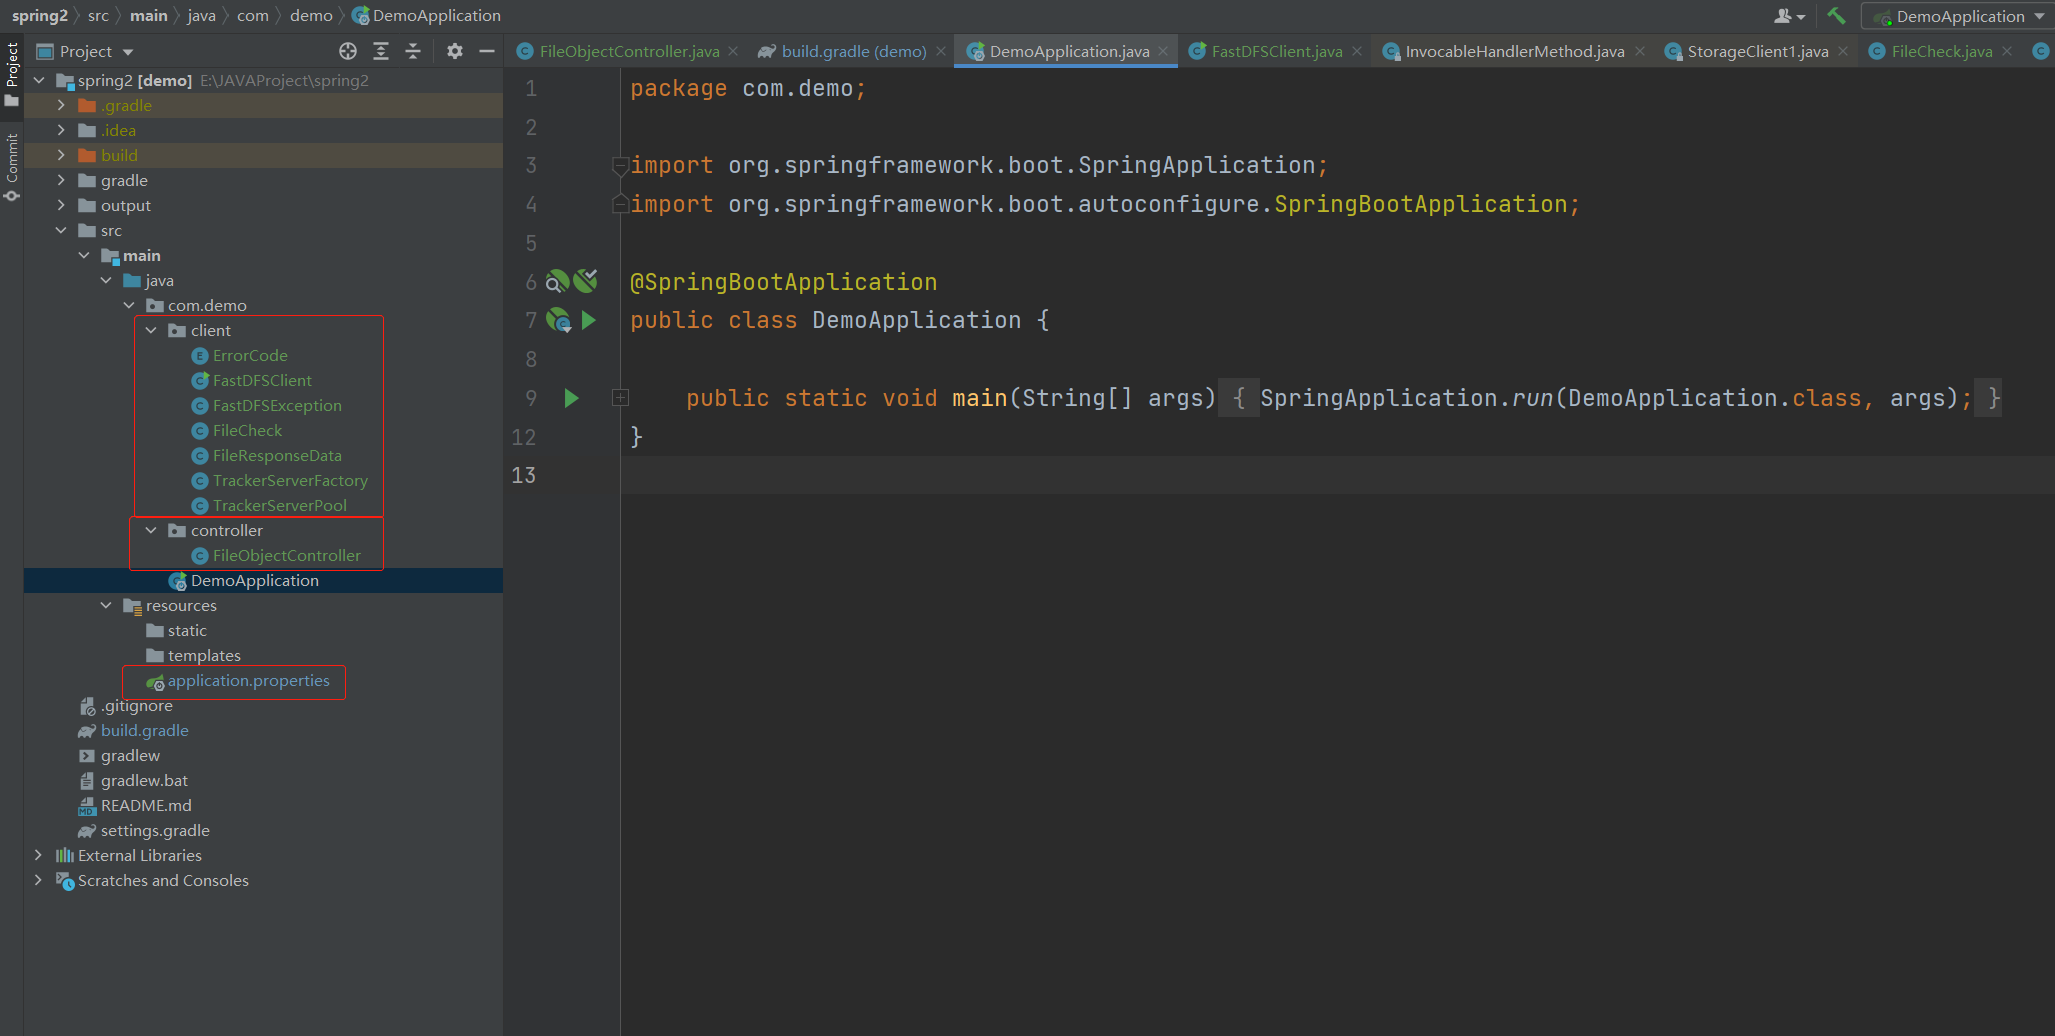 spring2 src main java com demo DemoApplication
DemoApplication
Project
Commit
Project
spring2 [demo] E:\JAVAProject\spring2
.gradle
.idea
build
gradle
output
src
main
java
com.demo
client
ErrorCode
FastDFSClient
FastDFSException
FileCheck
FileResponseData
TrackerServerFactory
TrackerServerPool
controller
FileObjectController
DemoApplication
resources
static
templates
application.properties
.gitignore
build.gradle
gradlew
gradlew.bat
README.md
settings.gradle
External Libraries
Scratches and Consoles
FileObjectController.java build.gradle (demo) DemoApplication.java FastDFSClient.java InvocableHandlerMethod.java StorageClient1.java FileCheck.java
1 package com.demo;
2
3 import org.springframework.boot.SpringApplication;
4 import org.springframework.boot.autoconfigure.SpringBootApplication;
5
6 @SpringBootApplication
7 public class DemoApplication {
8
9 public static void main(String[] args) { SpringApplication.run(DemoApplication.class, args); }
12 }
13